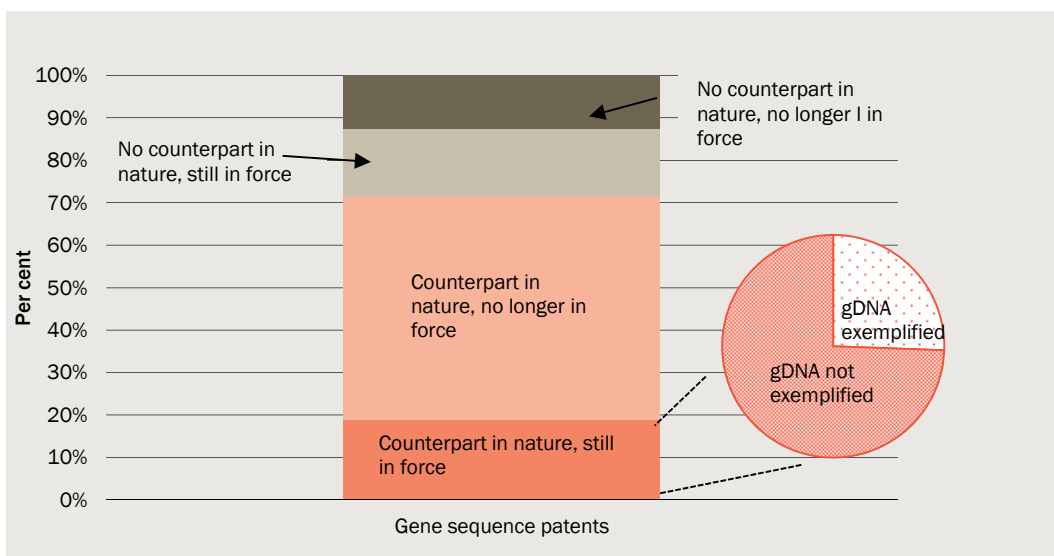 100%
90%
80%
70%
60%
50%
40%
30%
20%
10%
0%
Per cent
No counterpart in
nature, no longer l in
force
No counterpart in
nature, still in force
Counterpart in
nature, no longer in
force
Counterpart in nature, still
in force
gDNA
exemplified
gDNA not
exemplified
Gene sequence patents